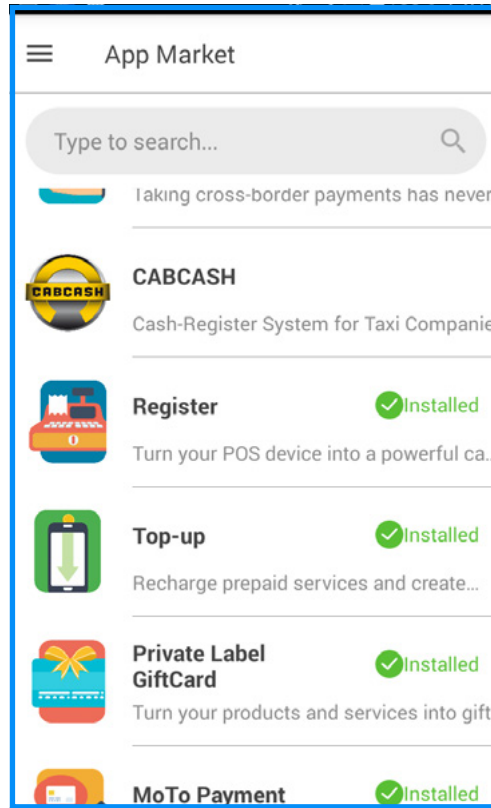 App Market
Type to search...
Taking cross-border payments has never
CABCASH
CABCASH
Cash-Register System for Taxi Companie
Register
Installed
Turn your POS device into a powerful ca...
Top-up
Installed
Recharge prepaid services and create...
Private Label
GiftCard
Installed
Turn your products and services into gift
MoTo Payment
Installed